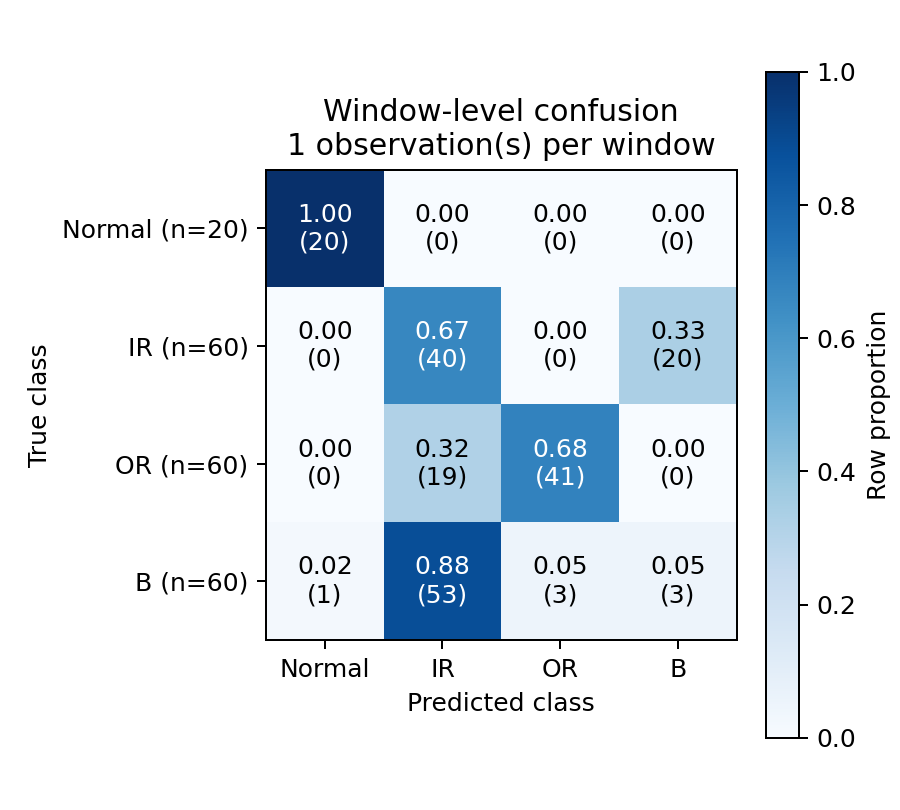 Window-level confusion
1 observation(s) per window
Normal (n=20)
1.00
(20)
0.00
(0)
0.00
(0)
0.00
(0)
IR (n=60)
0.00
(0)
0.67
(40)
0.00
(0)
0.33
(20)
OR (n=60)
0.00
(0)
0.32
(19)
0.68
(41)
0.00
(0)
B (n=60)
0.02
(1)
0.88
(53)
0.05
(3)
0.05
(3)
Normal
IR
OR
B
Predicted class
True class
1.0
0.8
0.6
0.4
0.2
0.0
Row proportion